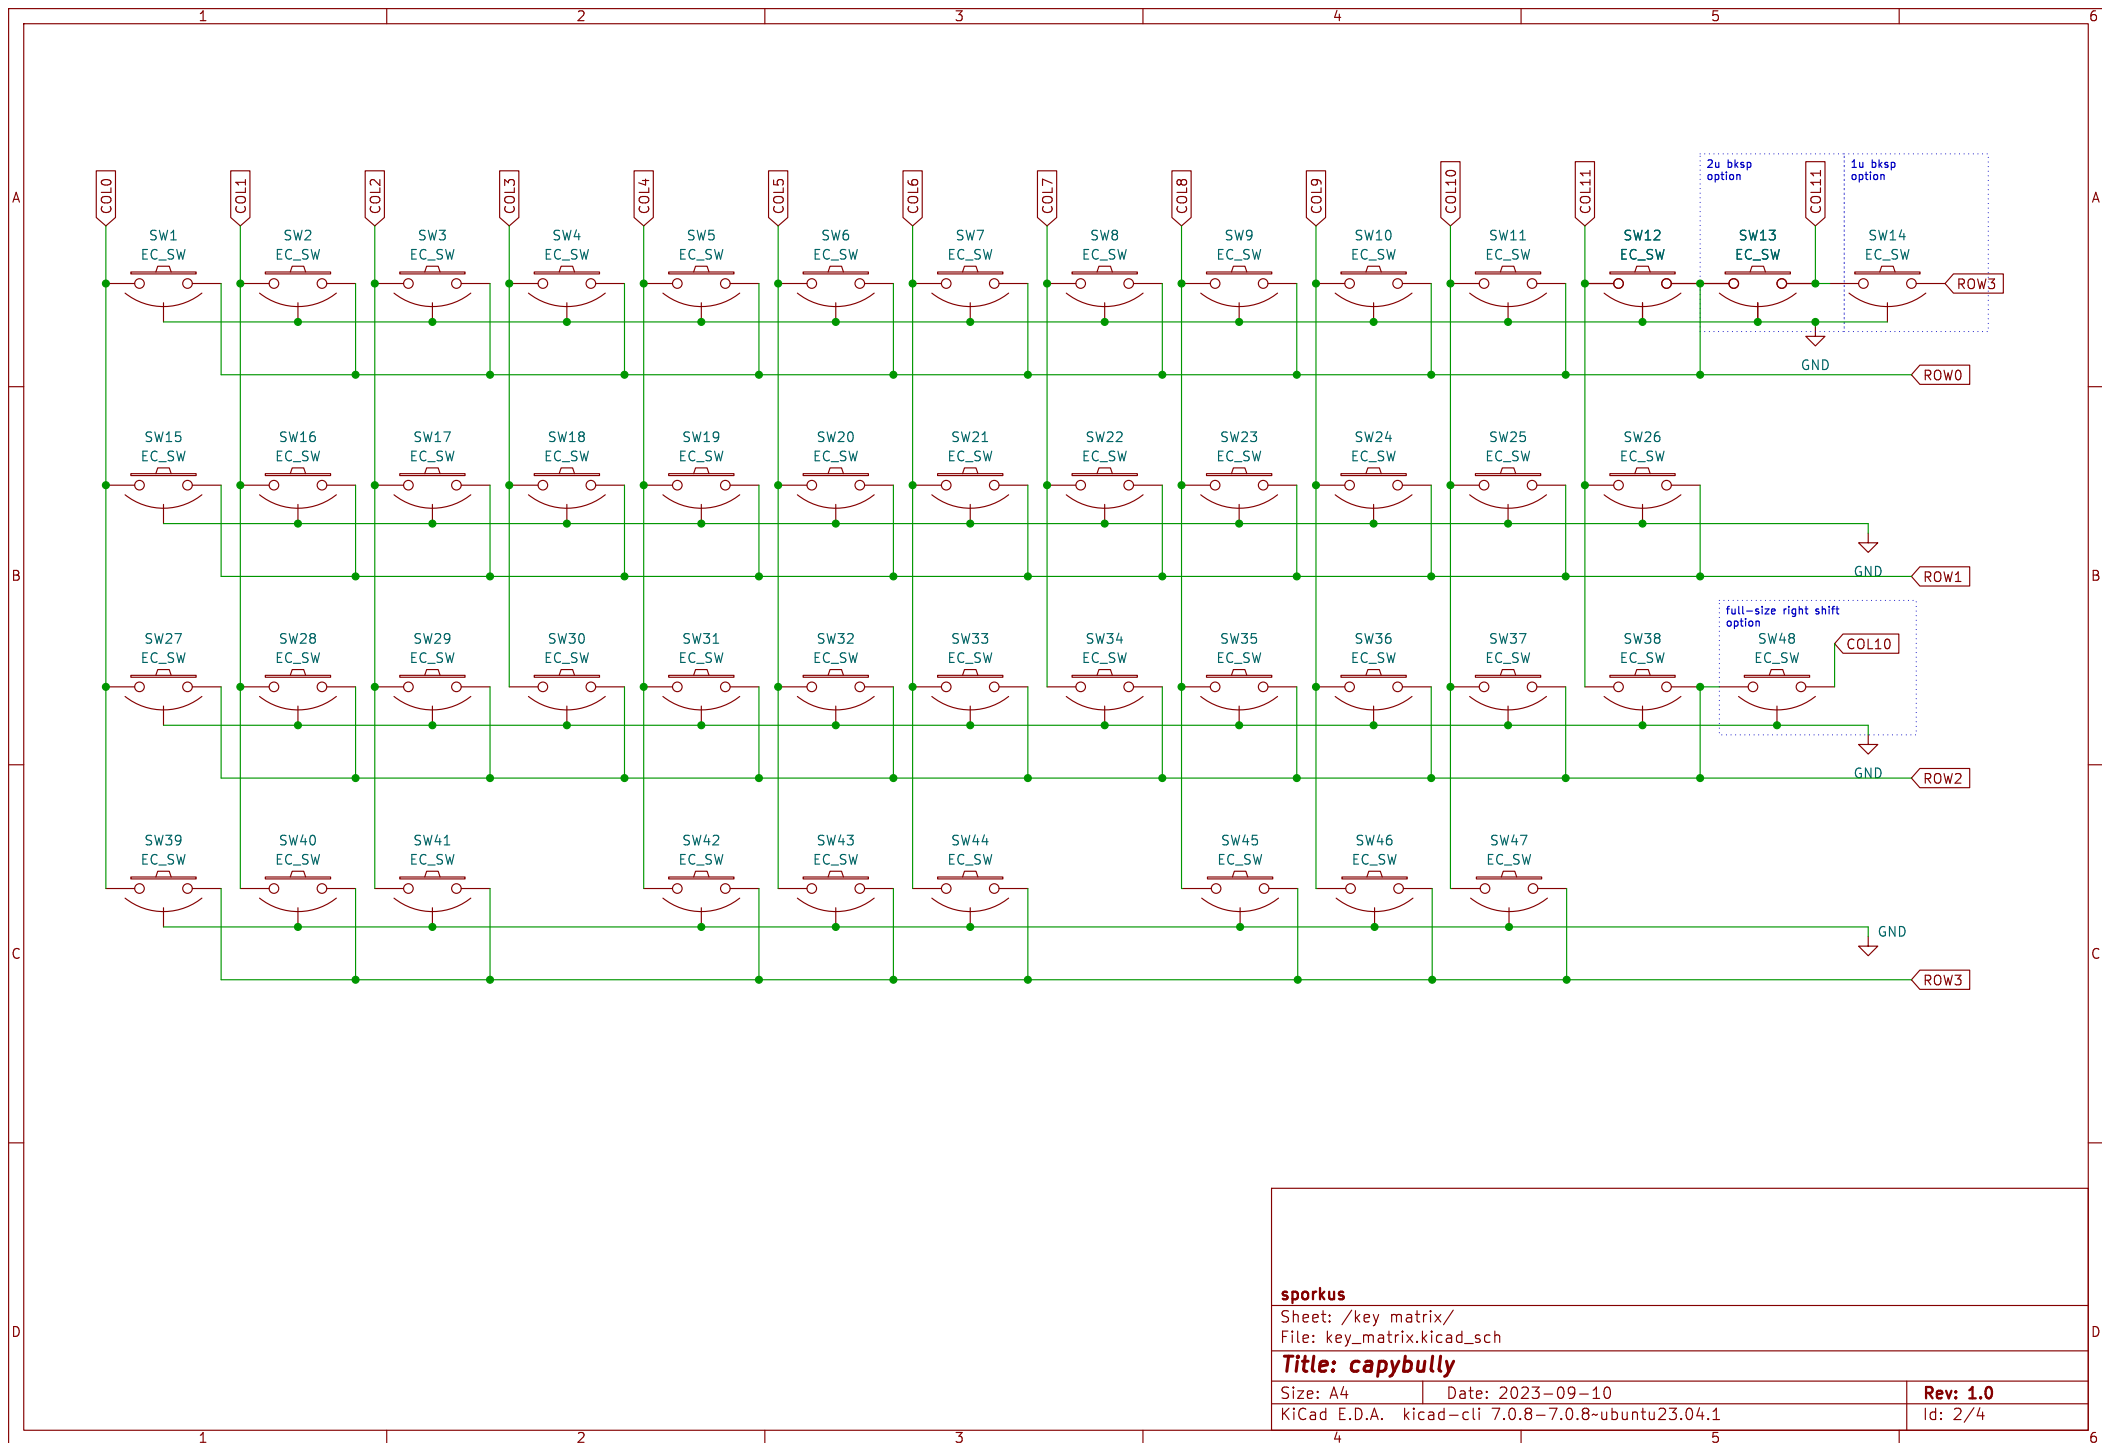 1 2 3 4 5 6
A A
COL0 COL1 COL2 COL3 COL4 COL5 COL6 COL7 COL8 COL9 COL10 COL11 COL11
2u bksp
option
1u bksp
option
SW1 SW2 SW3 SW4 SW5 SW6 SW7 SW8 SW9 SW10 SW11 SW12 SW13 SW14
EC_SW EC_SW EC_SW EC_SW EC_SW EC_SW EC_SW EC_SW EC_SW EC_SW EC_SW EC_SW EC_SW EC_SW
ROW3
GND
ROW0
SW15 SW16 SW17 SW18 SW19 SW20 SW21 SW22 SW23 SW24 SW25 SW26
EC_SW EC_SW EC_SW EC_SW EC_SW EC_SW EC_SW EC_SW EC_SW EC_SW EC_SW EC_SW
GND
B ROW1 B
full-size right shift
option
SW27 SW28 SW29 SW30 SW31 SW32 SW33 SW34 SW35 SW36 SW37 SW38 SW48
COL10
EC_SW EC_SW EC_SW EC_SW EC_SW EC_SW EC_SW EC_SW EC_SW EC_SW EC_SW EC_SW EC_SW
GND
ROW2
SW39 SW40 SW41 SW42 SW43 SW44 SW45 SW46 SW47
EC_SW EC_SW EC_SW EC_SW EC_SW EC_SW EC_SW EC_SW EC_SW
GND
C C
ROW3
sporkus
Sheet: /key matrix/
D D
File: key_matrix.kicad_sch
Title: capybully
Size: A4 Date: 2023-09-10 Rev: 1.0
KiCad E.D.A. kicad-cli 7.0.8-7.0.8~ubuntu23.04.1 Id: 2/4
1 2 3 4 5 6